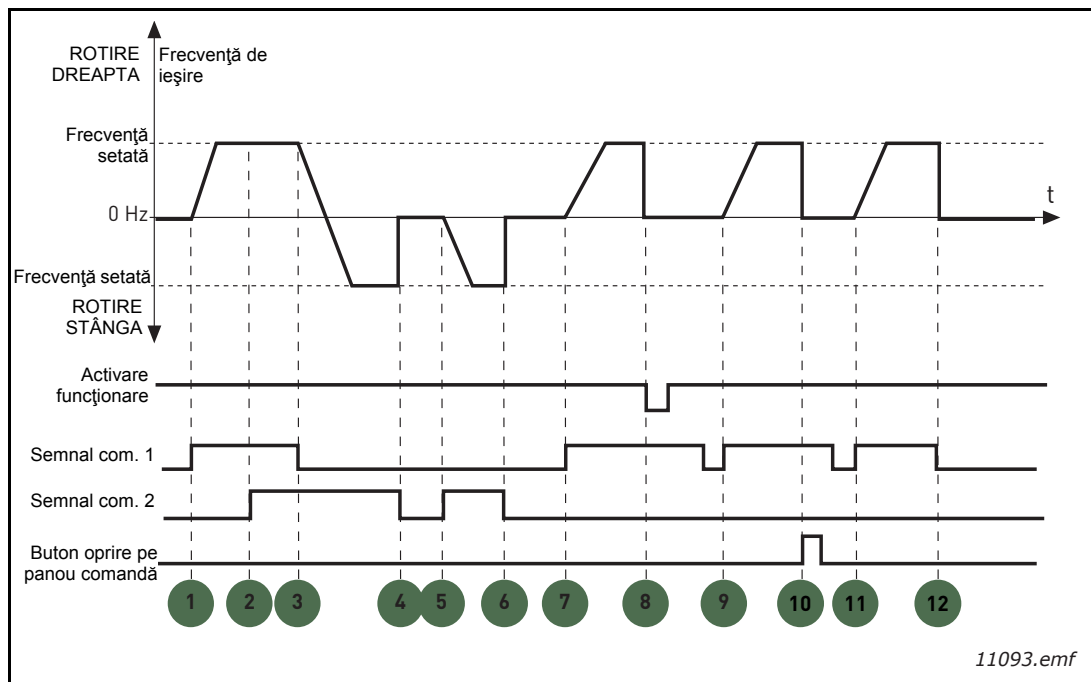 ROTIRE
DREAPTA
Frecvenţă de
ieşire
Frecvenţă
setată
0 Hz
t
Frecvenţă setată
ROTIRE
STÂNGA
Activare
funcţionare
Semnal com. 1
Semnal com. 2
Buton oprire pe
panou comandă
1 2 3 4 5 6 7 8 9 10 11 12
11093.emf